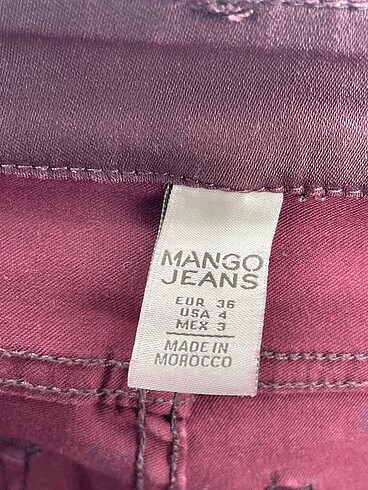 MANGO
JEANS
EUR 36
USA 4
MEX 3
MADE IN
MOROCCO